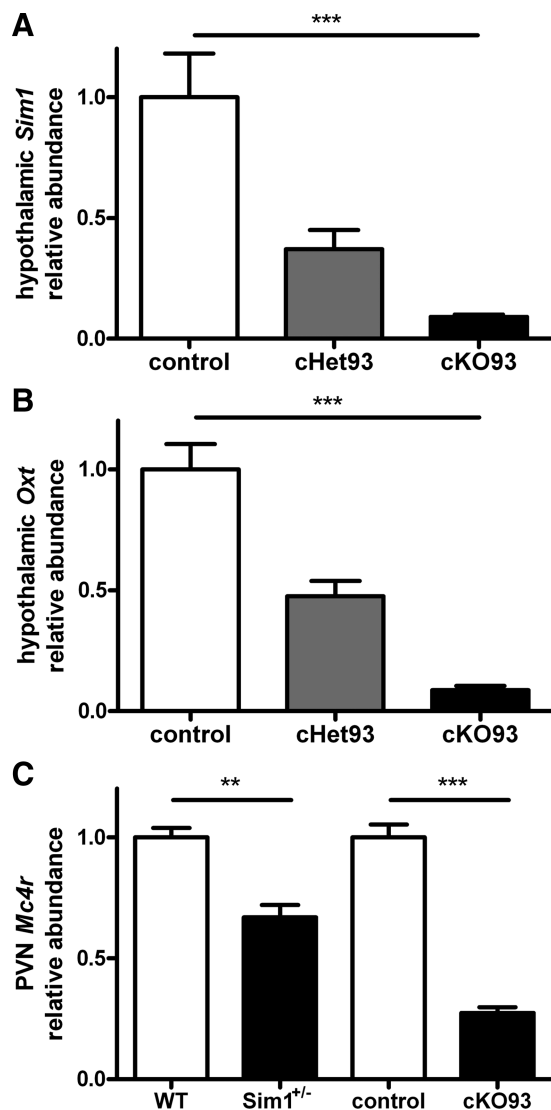 A
***
hypothalamic Sim1
relative abundance
1.0
0.5
0.0
control cHet93 cKO93
B
***
hypothalamic Oxt
relative abundance
1.0
0.5
0.0
control cHet93 cKO93
C
** ***
PVN Mc4r
relative abundance
1.0
0.5
0.0
WT Sim1+/- control cKO93